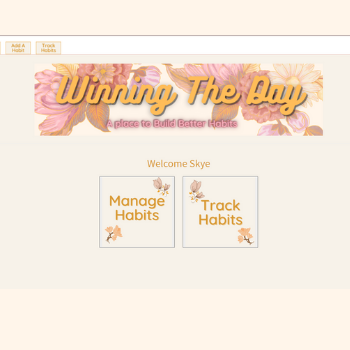 Add A
Habit
Track
Habits
Winning The Day
A place to Build Better Habits
Welcome Skye
Manage
Habits
Track
Habits